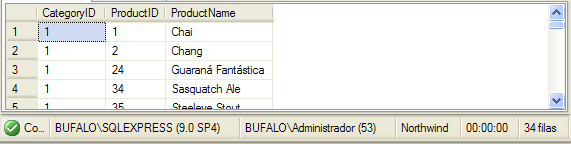 CategoryID ProductID ProductName
1 1 1 Chai
2 1 2 Chang
3 1 24 Guaraná Fantástica
4 1 34 Sasquatch Ale
5 1 35 Steeleye Stout
Co... BUFALO\SQLEXPRESS (9.0 SP4) BUFALO\Administrador (53) Northwind 00:00:00 34 filas